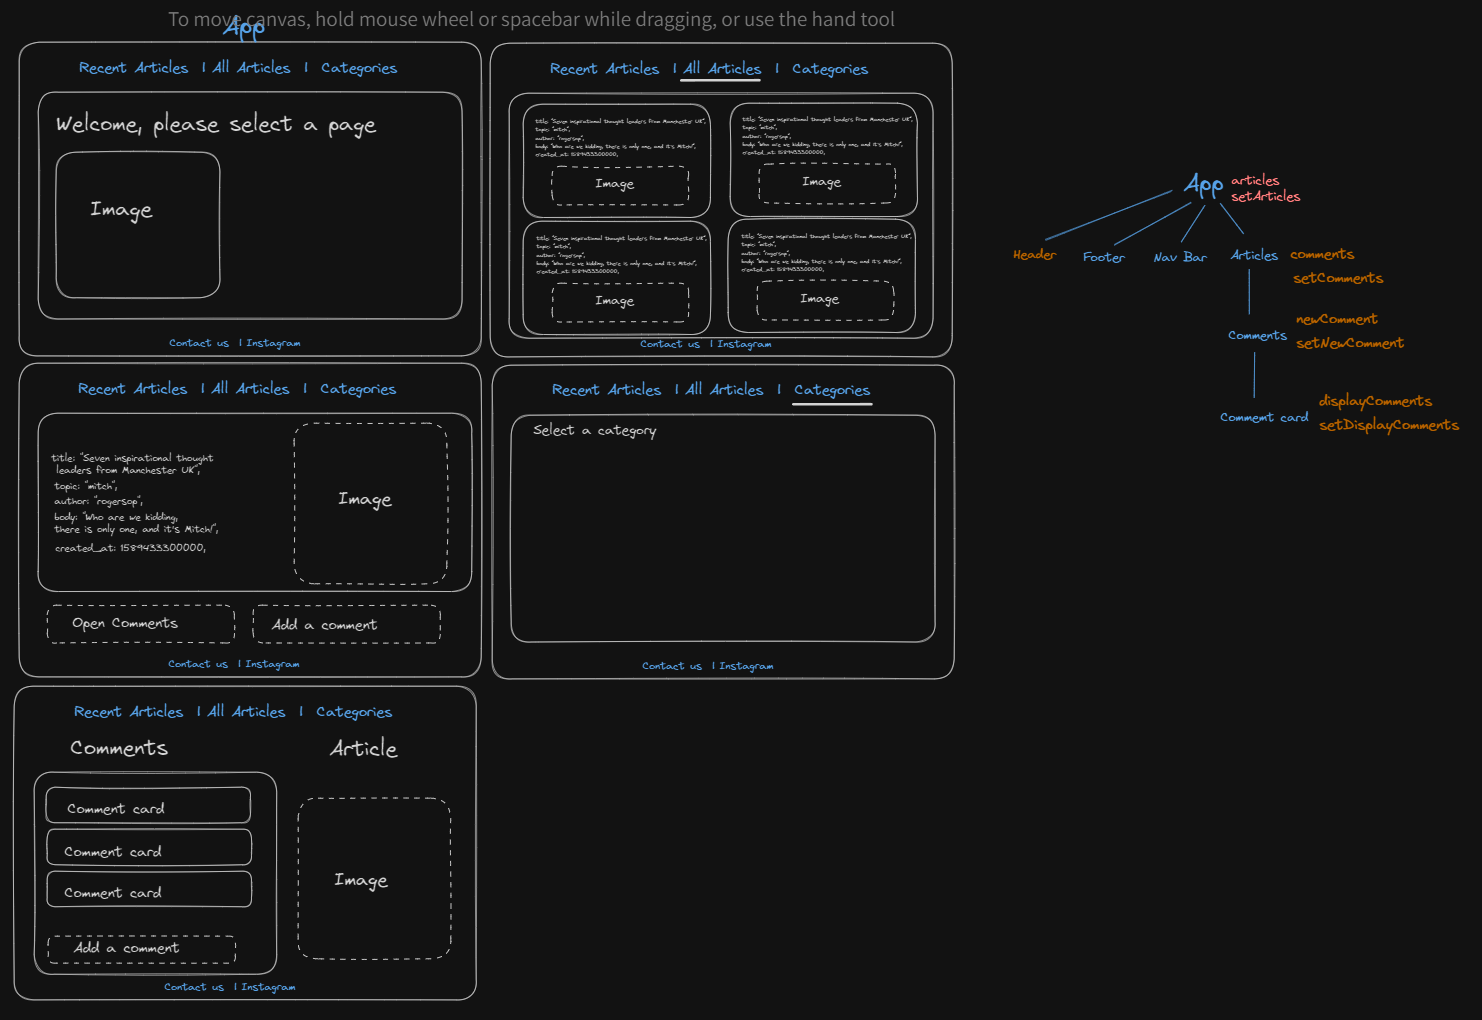 To move canvas, hold mouse wheel or spacebar while dragging, or use the hand tool
App
Recent Articles | All Articles | Categories
Welcome, please select a page
Image
Contact us | Instagram
Recent Articles | All Articles | Categories
title: "Seven inspirational thought leaders from Manchester UK",
topic: "mitch",
author: "rogersop",
body: "Who are we kidding, there is only one, and it's Mitch!",
created_at: 1589433300000,
Image
title: "Seven inspirational thought leaders from Manchester UK",
topic: "mitch",
author: "rogersop",
body: "Who are we kidding, there is only one, and it's Mitch!",
created_at: 1589433300000,
Image
title: "Seven inspirational thought leaders from Manchester UK",
topic: "mitch",
author: "rogersop",
body: "Who are we kidding, there is only one, and it's Mitch!",
created_at: 1589433300000,
Image
title: "Seven inspirational thought leaders from Manchester UK",
topic: "mitch",
author: "rogersop",
body: "Who are we kidding, there is only one, and it's Mitch!",
created_at: 1589433300000,
Image
Contact us | Instagram
Recent Articles | All Articles | Categories
title: "Seven inspirational thought
leaders from Manchester UK",
topic: "mitch",
author: "rogersop",
body: "Who are we kidding,
there is only one, and it's Mitch!",
created_at: 1589433300000,
Image
Open Comments
Add a comment
Contact us | Instagram
Recent Articles | All Articles | Categories
Select a category
Contact us | Instagram
Recent Articles | All Articles | Categories
Comments
Article
Comment card
Comment card
Comment card
Add a comment
Image
Contact us | Instagram
App
articles
setArticles
Header
Footer
Nav Bar
Articles
comments
setComments
Comments
newComment
setNewComment
Comment card
displayComments
setDisplayComments